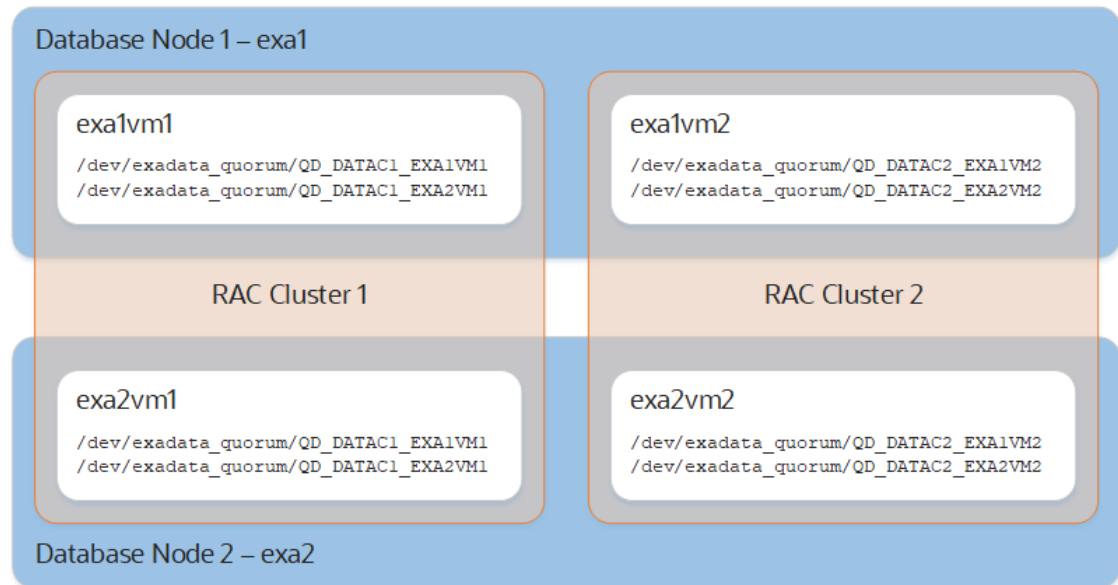 Database Node 1 – exa1
exa1vm1
/dev/exadata_quorum/QD_DATAC1_EXA1VM1
/dev/exadata_quorum/QD_DATAC1_EXA2VM1
exa1vm2
/dev/exadata_quorum/QD_DATAC2_EXA1VM2
/dev/exadata_quorum/QD_DATAC2_EXA2VM2
RAC Cluster 1
RAC Cluster 2
exa2vm1
/dev/exadata_quorum/QD_DATAC1_EXA1VM1
/dev/exadata_quorum/QD_DATAC1_EXA2VM1
exa2vm2
/dev/exadata_quorum/QD_DATAC2_EXA1VM2
/dev/exadata_quorum/QD_DATAC2_EXA2VM2
Database Node 2 – exa2